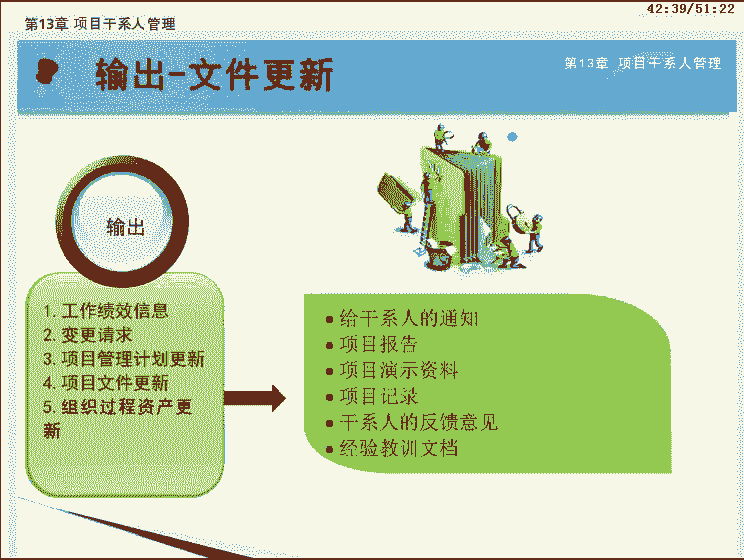 42:39/51:22
第13章 项目干系人管理
输出-文件更新
第13章 项目干系人管理
输出
1. 工作绩效信息
2. 变更请求
3. 项目管理计划更新
4. 项目文件更新
5. 组织过程资产更
新
● 给干系人的通知
● 项目报告
● 项目演示资料
● 项目记录
● 干系人的反馈意见
● 经验教训文档